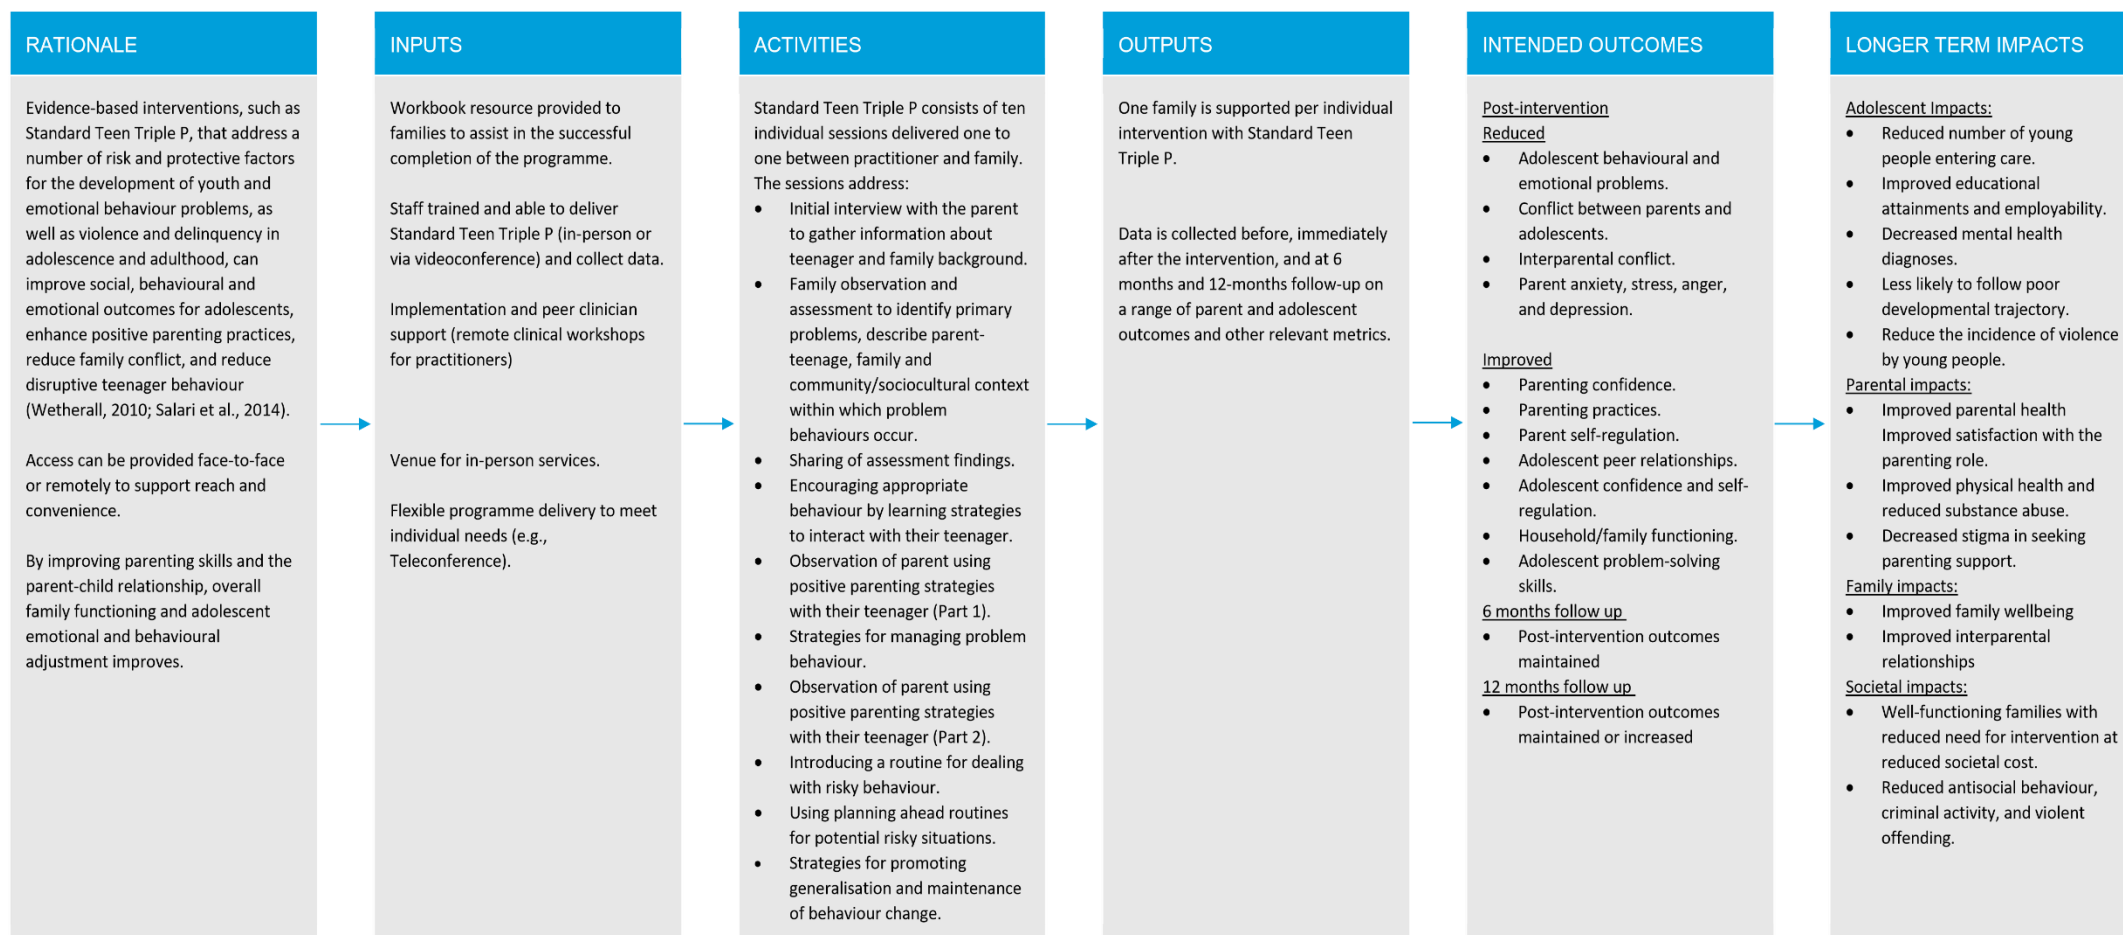 RATIONALE
Evidence-based interventions, such as
Standard Teen Triple P, that address a
number of risk and protective factors
for the development of youth and
emotional behaviour problems, as
well as violence and delinquency in
adolescence and adulthood, can
improve social, behavioural and
emotional outcomes for adolescents,
enhance positive parenting practices,
reduce family conflict, and reduce
disruptive teenager behaviour
(Wetherall, 2010; Salari et al., 2014).
Access can be provided face-to-face
or remotely to support reach and
convenience.
By improving parenting skills and the
parent-child relationship, overall
family functioning and adolescent
emotional and behavioural
adjustment improves.
INPUTS
Workbook resource provided to
families to assist in the successful
completion of the programme.
Staff trained and able to deliver
Standard Teen Triple P (in-person or
via videoconference) and collect data.
Implementation and peer clinician
support (remote clinical workshops
for practitioners)
Venue for in-person services.
Flexible programme delivery to meet
individual needs (e.g.,
Teleconference).
ACTIVITIES
Standard Teen Triple P consists of ten
individual sessions delivered one to
one between practitioner and family.
The sessions address:
• Initial interview with the parent
to gather information about
teenager and family background.
• Family observation and
assessment to identify primary
problems, describe parent-
teenage, family and
community/sociocultural context
within which problem
behaviours occur.
• Sharing of assessment findings.
• Encouraging appropriate
behaviour by learning strategies
to interact with their teenager.
• Observation of parent using
positive parenting strategies
with their teenager (Part 1).
• Strategies for managing problem
behaviour.
• Observation of parent using
positive parenting strategies
with their teenager (Part 2).
• Introducing a routine for dealing
with risky behaviour.
• Using planning ahead routines
for potential risky situations.
• Strategies for promoting
generalisation and maintenance
of behaviour change.
OUTPUTS
One family is supported per individual
intervention with Standard Teen
Triple P.
Data is collected before, immediately
after the intervention, and at 6
months and 12-months follow-up on
a range of parent and adolescent
outcomes and other relevant metrics.
INTENDED OUTCOMES
Post-intervention
Reduced
• Adolescent behavioural and
emotional problems.
• Conflict between parents and
adolescents.
• Interparental conflict.
• Parent anxiety, stress, anger,
and depression.
Improved
• Parenting confidence.
• Parenting practices.
• Parent self-regulation.
• Adolescent peer relationships.
• Adolescent confidence and self-
regulation.
• Household/family functioning.
• Adolescent problem-solving
skills.
6 months follow up
• Post-intervention outcomes
maintained
12 months follow up
• Post-intervention outcomes
maintained or increased
LONGER TERM IMPACTS
Adolescent Impacts:
• Reduced number of young
people entering care.
• Improved educational
attainments and employability.
• Decreased mental health
diagnoses.
• Less likely to follow poor
developmental trajectory.
• Reduce the incidence of violence
by young people.
Parental impacts:
• Improved parental health
Improved satisfaction with the
parenting role.
• Improved physical health and
reduced substance abuse.
• Decreased stigma in seeking
parenting support.
Family impacts:
• Improved family wellbeing
• Improved interparental
relationships
Societal impacts:
• Well-functioning families with
reduced need for intervention at
reduced societal cost.
• Reduced antisocial behaviour,
criminal activity, and violent
offending.